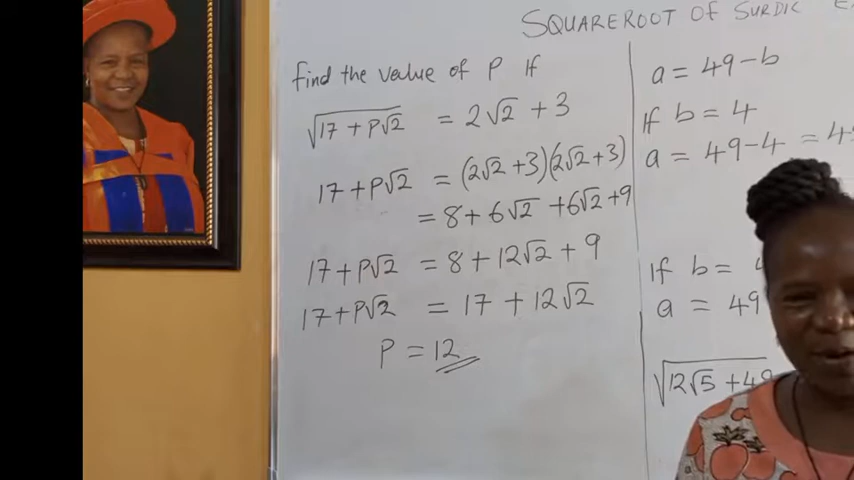 SQUAREROOT OF SURDIC
find the value of P If
√(17 + P√2) = 2√2 + 3
17 + P√2 = (2√2 + 3)(2√2 + 3)
= 8 + 6√2 + 6√2 + 9
17 + P√2 = 8 + 12√2 + 9
17 + P√2 = 17 + 12√2
P = 12
a = 49 - b
If b = 4
a = 49 - 4 =
If b =
a = 49
√(12√5 + 49